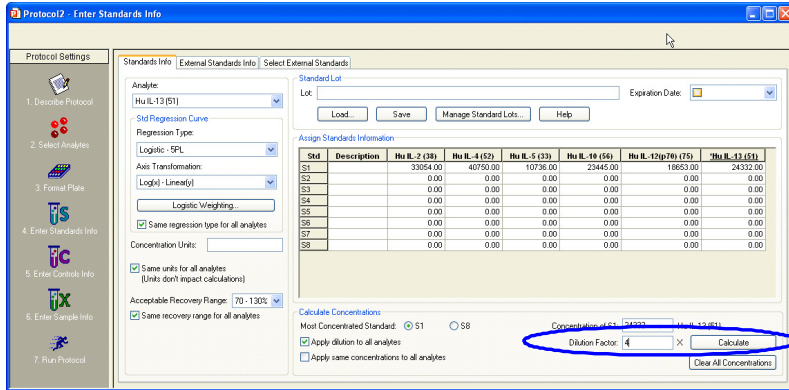 Protocol2 - Enter Standards Info
Protocol Settings
1. Describe Protocol
2. Select Analytes
3. Format Plate
4. Enter Standards Info
5. Enter Controls Info
6. Enter Sample Info
7. Run Protocol
Standards Info External Standards Info Select External Standards
Analyte:
Hu IL-13 (51)
Std Regression Curve
Regression Type:
Logistic - 5PL
Axis Transformation:
Log(x) - Linear(y)
Logistic Weighting...
Same regression type for all analytes
Concentration Units:
Same units for all analytes
(Units don't impact calculations)
Acceptable Recovery Range: 70 - 130%
Same recovery range for all analytes
Standard Lot
Lot: Expiration Date:
Load... Save Manage Standard Lots... Help
Assign Standards Information
Std Description Hu IL-2 (38) Hu IL-4 (52) Hu IL-5 (33) Hu IL-10 (56) Hu IL-12(p70) (75) *Hu IL-13 (51)
S1 33054.00 40750.00 10736.00 23445.00 18653.00 24332.00
S2 0.00 0.00 0.00 0.00 0.00 0.00
S3 0.00 0.00 0.00 0.00 0.00 0.00
S4 0.00 0.00 0.00 0.00 0.00 0.00
S5 0.00 0.00 0.00 0.00 0.00 0.00
S6 0.00 0.00 0.00 0.00 0.00 0.00
S7 0.00 0.00 0.00 0.00 0.00 0.00
S8 0.00 0.00 0.00 0.00 0.00 0.00
Calculate Concentrations
Most Concentrated Standard: S1 S8 Concentration of S1: 24332 Hu IL-13 (51)
Apply dilution to all analytes Dilution Factor: 4 X Calculate
Apply same concentrations to all analytes Clear All Concentrations